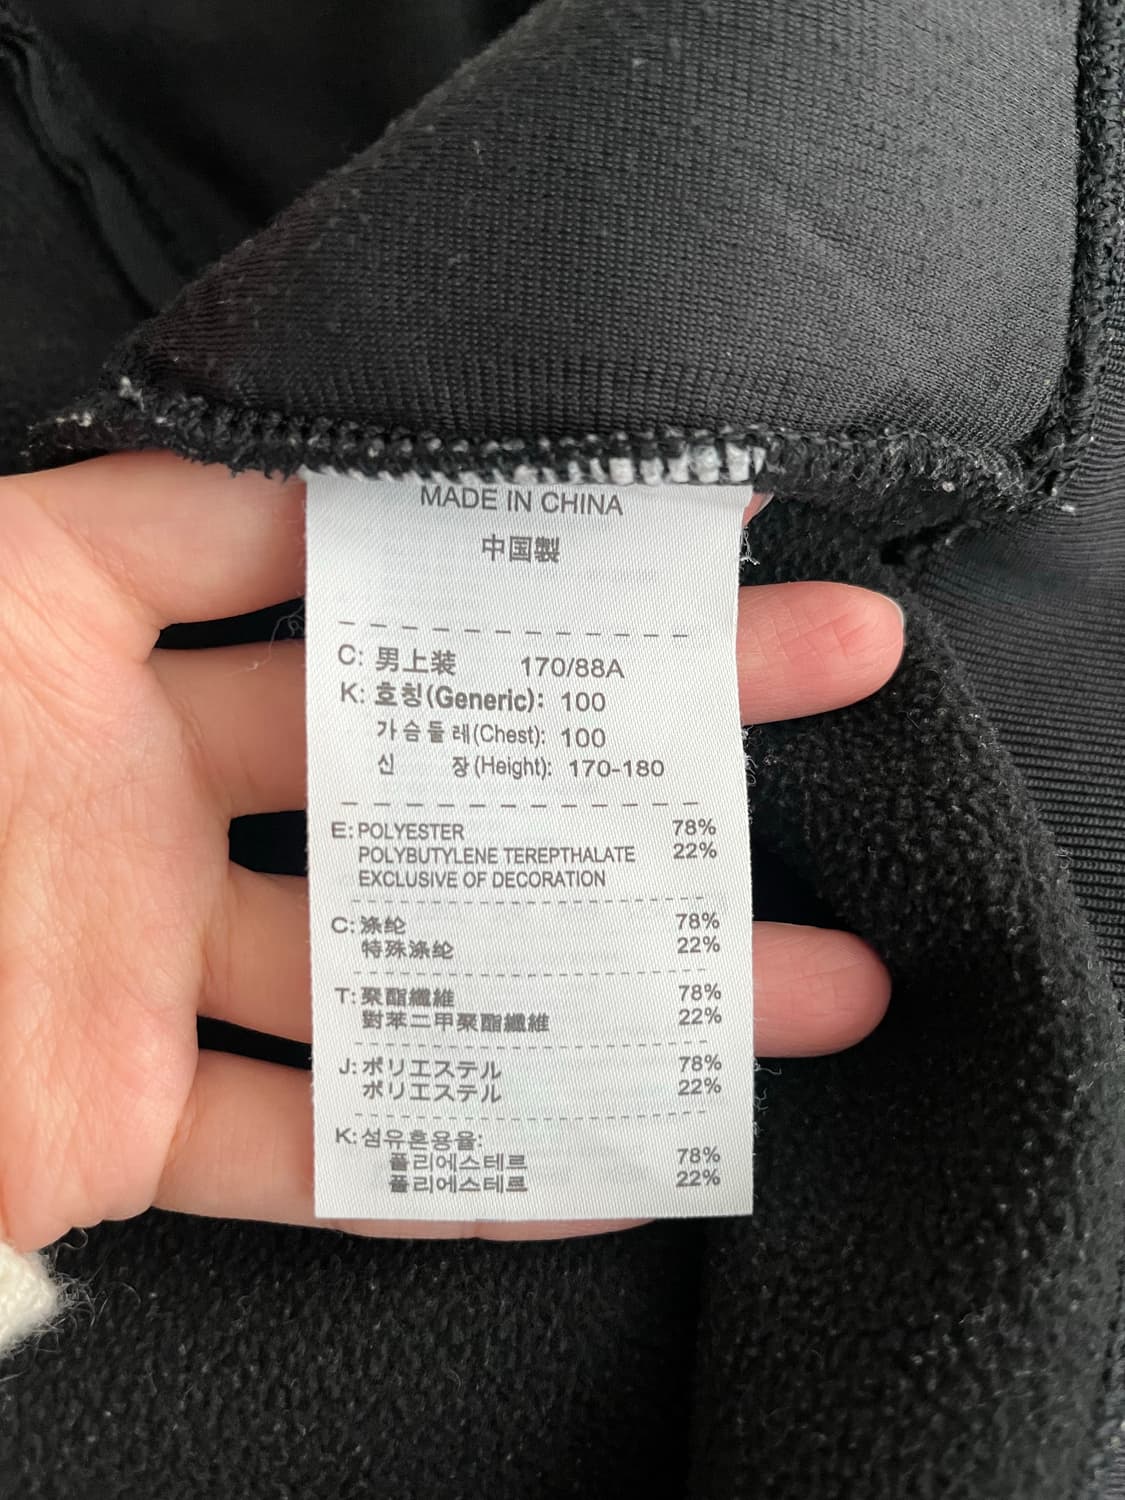 MADE IN CHINA
中国製
C: 男上装 170/88A
K: 호칭(Generic): 100
가슴둘레(Chest): 100
신 장(Height): 170-180
E: POLYESTER 78%
POLYBUTYLENE TEREPTHALATE 22%
EXCLUSIVE OF DECORATION
C: 涤纶 78%
特殊涤纶 22%
T: 聚酯纖維 78%
對苯二甲聚酯纖維 22%
J: ポリエステル 78%
ポリエステル 22%
K: 섬유혼용율:
폴리에스테르 78%
폴리에스테르 22%